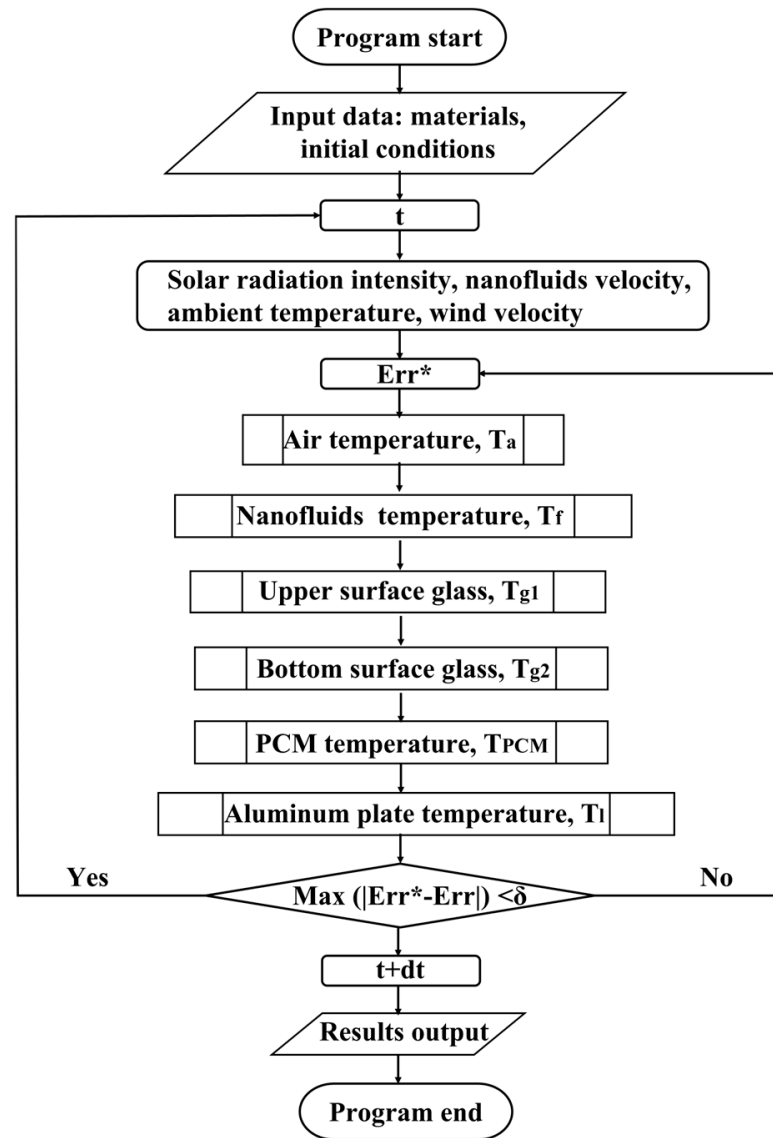 Program start
Input data: materials,
initial conditions
t
Solar radiation intensity, nanofluids velocity,
ambient temperature, wind velocity
Err*
Air temperature, Ta
Nanofluids temperature, Tf
Upper surface glass, Tg1
Bottom surface glass, Tg2
PCM temperature, TPCM
Aluminum plate temperature, Tl
Yes
Max (|Err*-Err|) <δ
No
t+dt
Results output
Program end